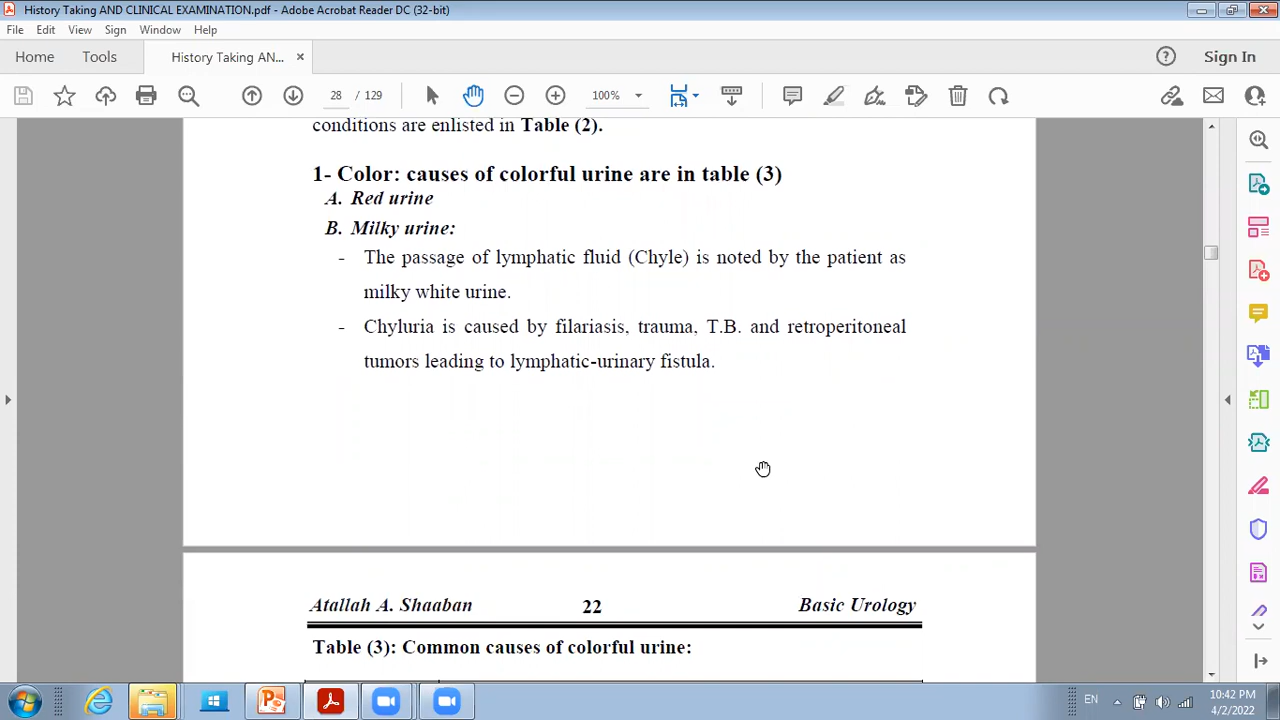 History Taking AND CLINICAL EXAMINATION.pdf - Adobe Acrobat Reader DC (32-bit)
File Edit View Sign Window Help
Home Tools History Taking AN... × Sign In
28 / 129 100%
conditions are enlisted in Table (2).
1- Color: causes of colorful urine are in table (3)
A. Red urine
B. Milky urine:
- The passage of lymphatic fluid (Chyle) is noted by the patient as
milky white urine.
- Chyluria is caused by filariasis, trauma, T.B. and retroperitoneal
tumors leading to lymphatic-urinary fistula.
Atallah A. Shaaban 22 Basic Urology
Table (3): Common causes of colorful urine:
EN 10:42 PM
4/2/2022